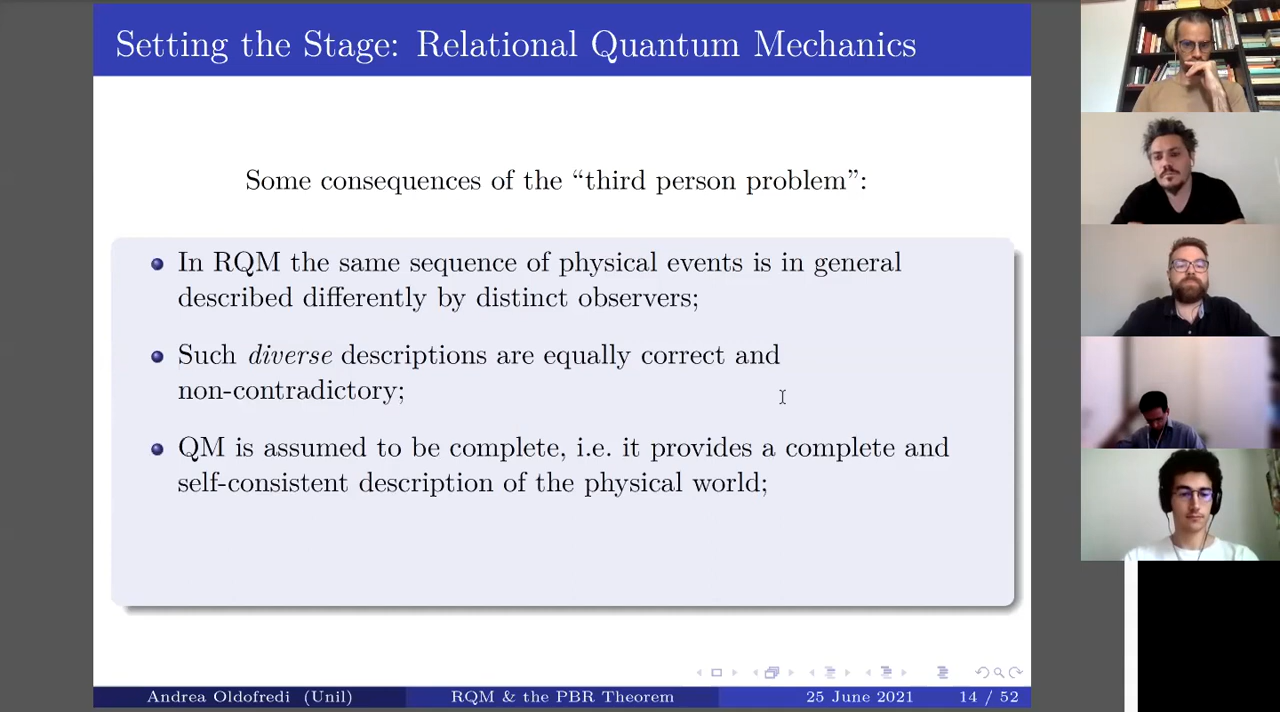 Setting the Stage: Relational Quantum Mechanics
Some consequences of the “third person problem”:
In RQM the same sequence of physical events is in general
described differently by distinct observers;
Such diverse descriptions are equally correct and
non-contradictory;
QM is assumed to be complete, i.e. it provides a complete and
self-consistent description of the physical world;
Andrea Oldofredi (Unil) RQM & the PBR Theorem 25 June 2021 14 / 52